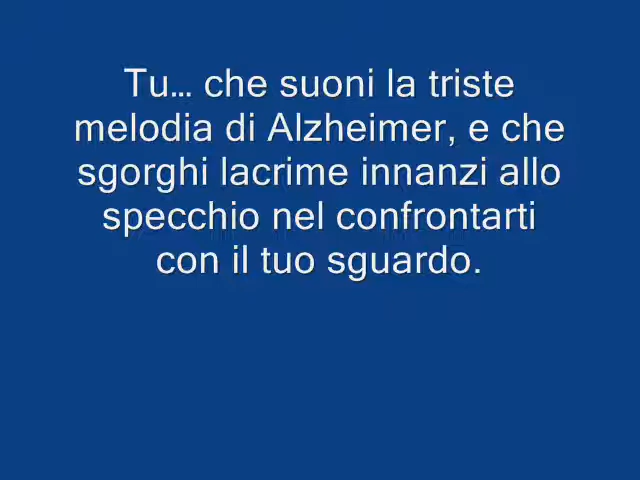 Tu… che suoni la triste
melodia di Alzheimer, e che
sgorghi lacrime innanzi allo
specchio nel confrontarti
con il tuo sguardo.